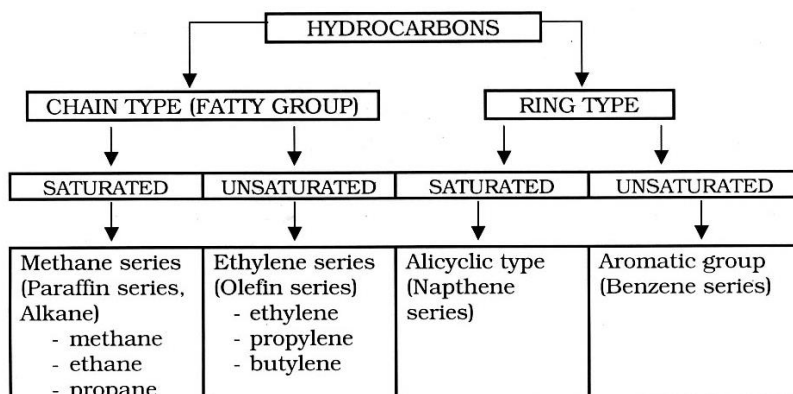 HYDROCARBONS
CHAIN TYPE (FATTY GROUP)
RING TYPE
SATURATED
UNSATURATED
SATURATED
UNSATURATED
Methane series
(Paraffin series,
Alkane)
- methane
- ethane
- propane
Ethylene series
(Olefin series)
- ethylene
- propylene
- butylene
Alicyclic type
(Napthene
series)
Aromatic group
(Benzene series)